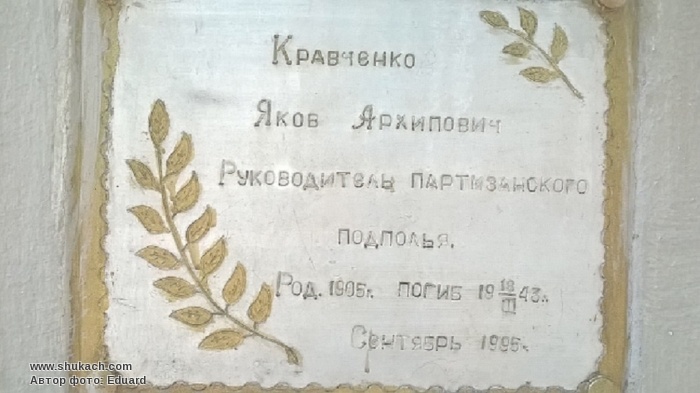 Кравченко
Яков Архипович
Руководитель партизанского
подполья.
Род. 1905г. погиб 19 18/III 43г.
Сентябрь 1995г.
www.shukach.com
Автор фото: Eduard